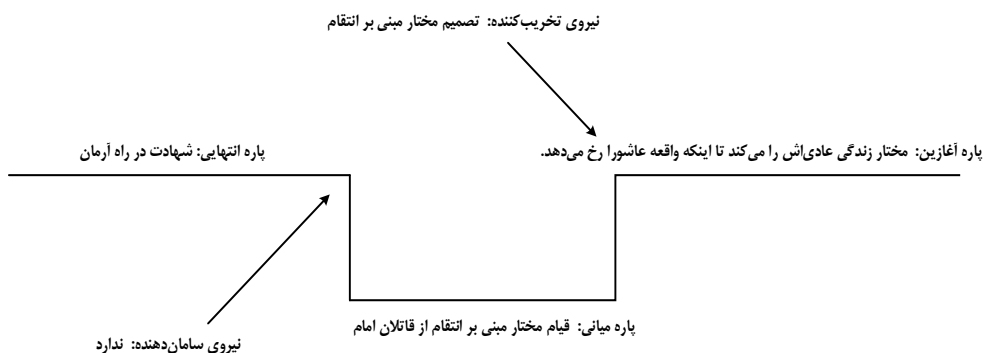 نیروی تخریب‌کننده: تصمیم مختار مبنی بر انتقام
پاره آغازین: مختار زندگی عادی‌اش را می‌کند تا اینکه واقعه عاشورا رخ می‌دهد.
پاره انتهایی: شهادت در راه آرمان
پاره میانی: قیام مختار مبنی بر انتقام از قاتلان امام
نیروی سامان‌دهنده: ندارد